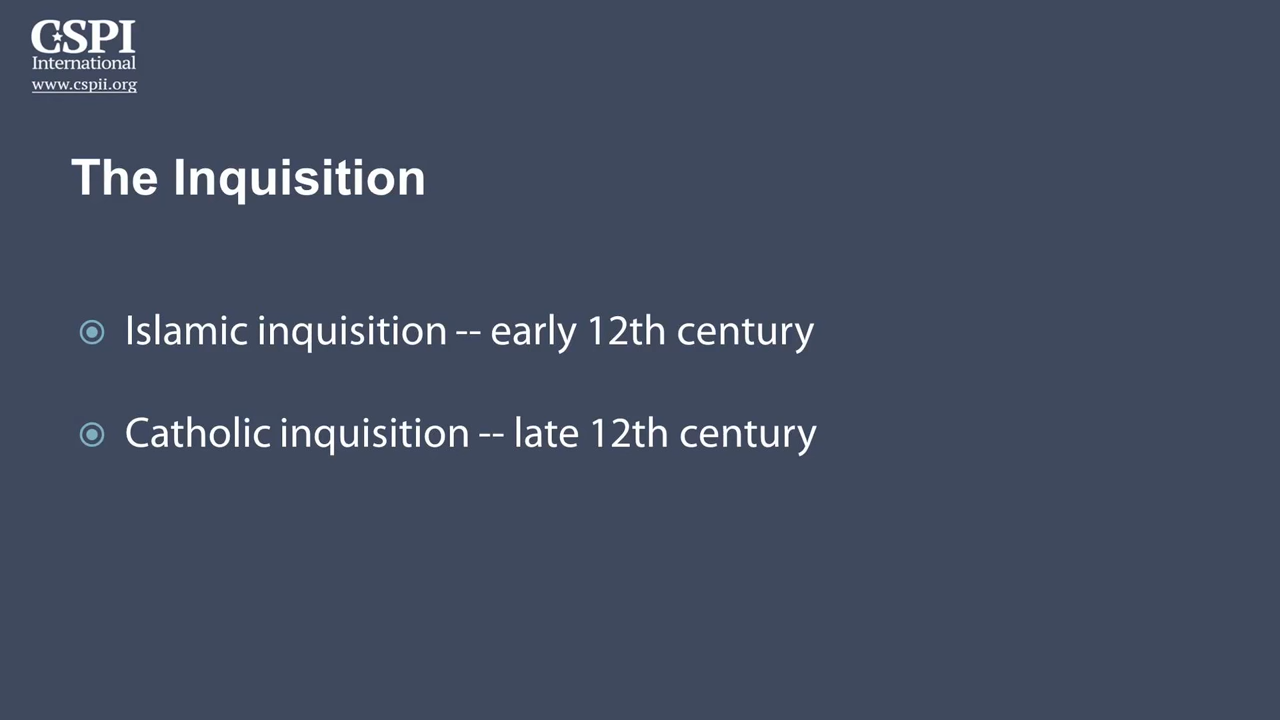 CSPI
International
www.cspii.org
The Inquisition
Islamic inquisition -- early 12th century
Catholic inquisition -- late 12th century